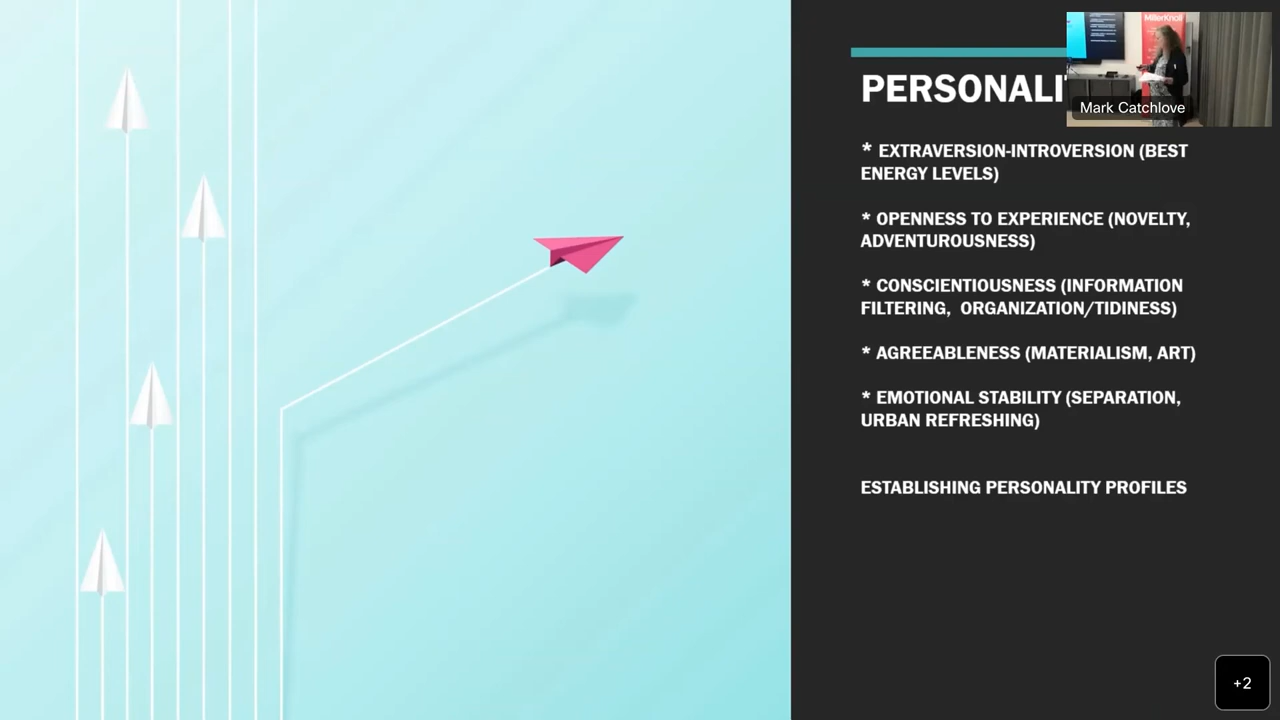 MillerKnoll
Mark Catchlove
PERSONALI
* EXTRAVERSION-INTROVERSION (BEST
ENERGY LEVELS)
* OPENNESS TO EXPERIENCE (NOVELTY,
ADVENTUROUSNESS)
* CONSCIENTIOUSNESS (INFORMATION
FILTERING, ORGANIZATION/TIDINESS)
* AGREEABLENESS (MATERIALISM, ART)
* EMOTIONAL STABILITY (SEPARATION,
URBAN REFRESHING)
ESTABLISHING PERSONALITY PROFILES
+2